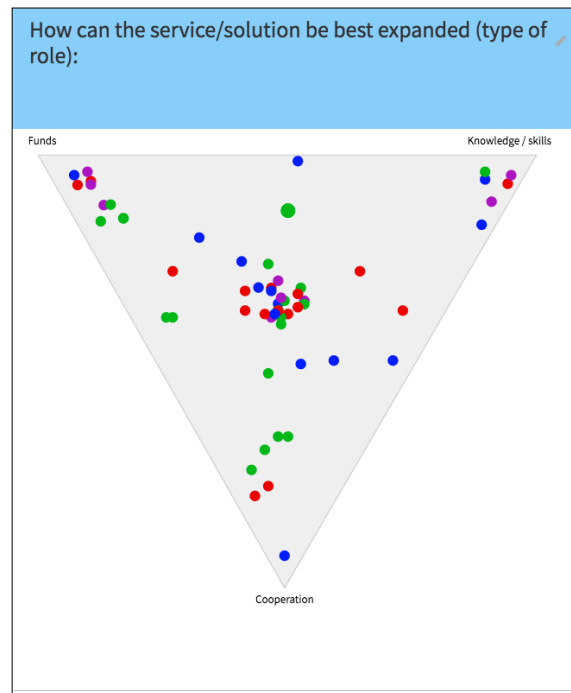 How can the service/solution be best expanded (type of
role):
Funds
Knowledge / skills
Cooperation